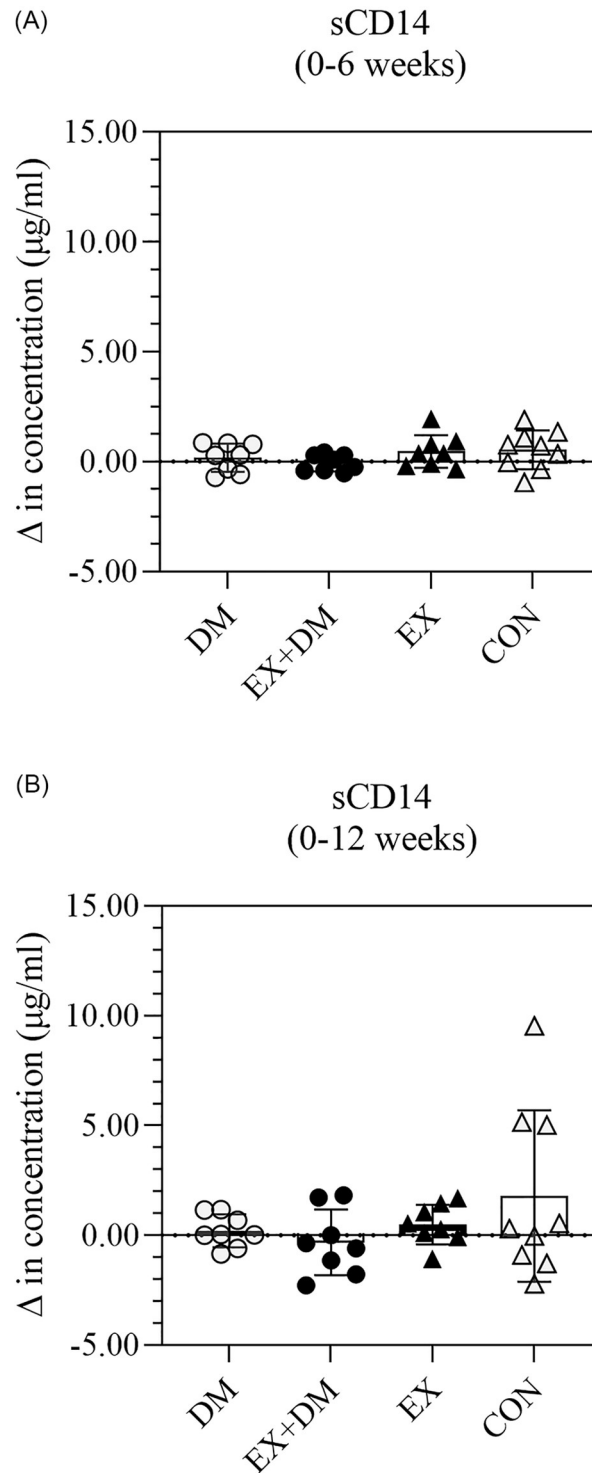 (A)
sCD14
(0-6 weeks)
Δ in concentration (μg/ml)
15.00
10.00
5.00
0.00
-5.00
DM
EX+DM
EX
CON
(B)
sCD14
(0-12 weeks)
Δ in concentration (μg/ml)
15.00
10.00
5.00
0.00
-5.00
DM
EX+DM
EX
CON